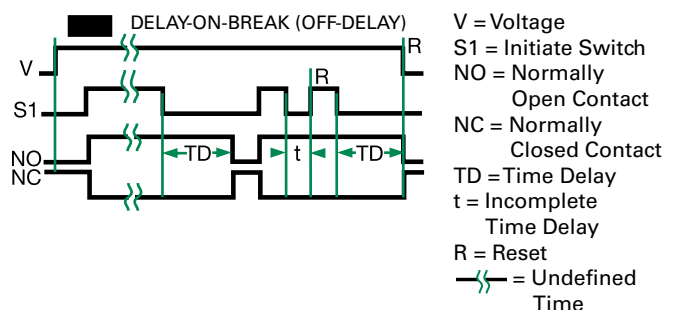 DELAY-ON-BREAK (OFF-DELAY)
R
V
R
S1
NO
TD
t
TD
NC
V = Voltage
S1 = Initiate Switch
NO = Normally
Open Contact
NC = Normally
Closed Contact
TD = Time Delay
t = Incomplete
Time Delay
R = Reset
= Undefined
Time